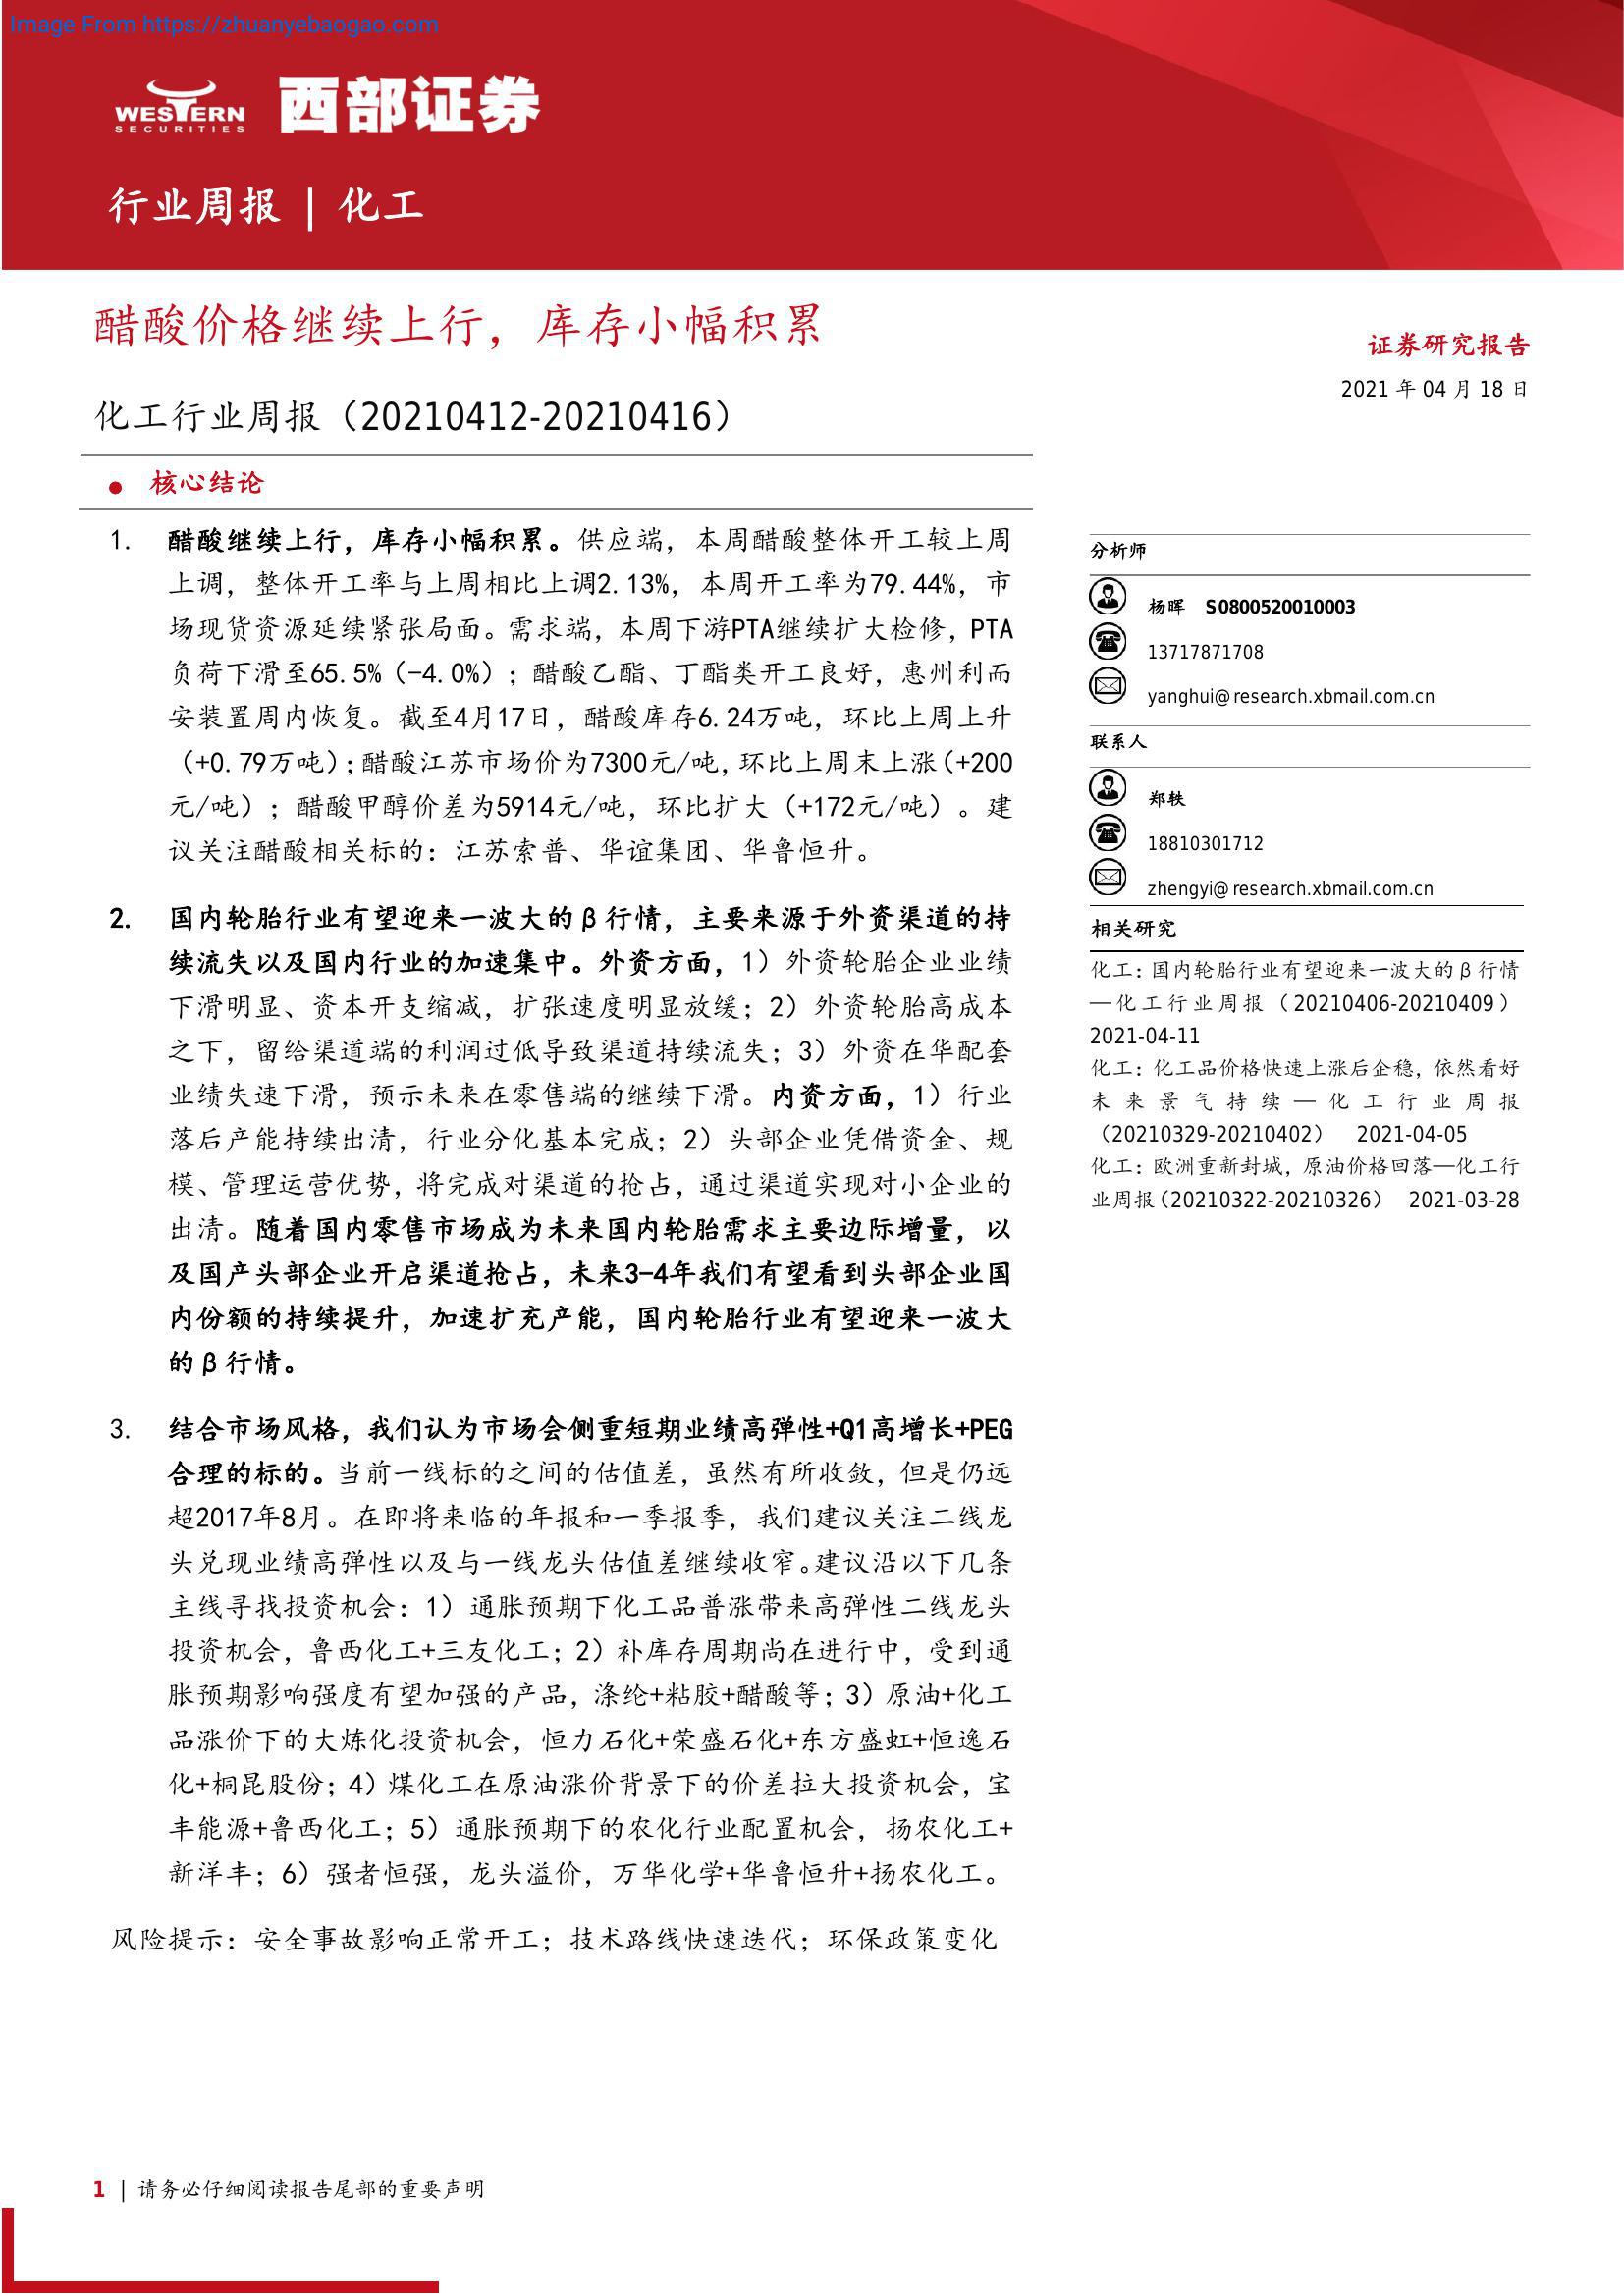 Image From https://zhuanyebaogao.com
WESTERN
SECURITIES
西部证券
行业周报 | 化工
醋酸价格继续上行，库存小幅积累
证券研究报告
2021 年 04 月 18 日
化工行业周报（20210412-20210416）
● 核心结论
1. 醋酸继续上行，库存小幅积累。供应端，本周醋酸整体开工较上周
上调，整体开工率与上周相比上调2.13%，本周开工率为79.44%，市
场现货资源延续紧张局面。需求端，本周下游PTA继续扩大检修，PTA
负荷下滑至65.5%（-4.0%）；醋酸乙酯、丁酯类开工良好，惠州利而
安装置周内恢复。截至4月17日，醋酸库存6.24万吨，环比上周上升
（+0.79万吨）；醋酸江苏市场价为7300元/吨，环比上周末上涨（+200
元/吨）；醋酸甲醇价差为5914元/吨，环比扩大（+172元/吨）。建
议关注醋酸相关标的：江苏索普、华谊集团、华鲁恒升。
2. 国内轮胎行业有望迎来一波大的β行情，主要来源于外资渠道的持
续流失以及国内行业的加速集中。外资方面，1）外资轮胎企业业绩
下滑明显、资本开支缩减，扩张速度明显放缓；2）外资轮胎高成本
之下，留给渠道端的利润过低导致渠道持续流失；3）外资在华配套
业绩失速下滑，预示未来在零售端的继续下滑。内资方面，1）行业
落后产能持续出清，行业分化基本完成；2）头部企业凭借资金、规
模、管理运营优势，将完成对渠道的抢占，通过渠道实现对小企业的
出清。随着国内零售市场成为未来国内轮胎需求主要边际增量，以
及国产头部企业开启渠道抢占，未来3-4年我们有望看到头部企业国
内份额的持续提升，加速扩充产能，国内轮胎行业有望迎来一波大
的β行情。
3. 结合市场风格，我们认为市场会侧重短期业绩高弹性+Q1高增长+PEG
合理的标的。当前一线标的之间的估值差，虽然有所收敛，但是仍远
超2017年8月。在即将来临的年报和一季报季，我们建议关注二线龙
头兑现业绩高弹性以及与一线龙头估值差继续收窄。建议沿以下几条
主线寻找投资机会：1）通胀预期下化工品普涨带来高弹性二线龙头
投资机会，鲁西化工+三友化工；2）补库存周期尚在进行中，受到通
胀预期影响强度有望加强的产品，涤纶+粘胶+醋酸等；3）原油+化工
品涨价下的大炼化投资机会，恒力石化+荣盛石化+东方盛虹+恒逸石
化+桐昆股份；4）煤化工在原油涨价背景下的价差拉大投资机会，宝
丰能源+鲁西化工；5）通胀预期下的农化行业配置机会，扬农化工+
新洋丰；6）强者恒强，龙头溢价，万华化学+华鲁恒升+扬农化工。
风险提示：安全事故影响正常开工；技术路线快速迭代；环保政策变化
分析师
杨晖 S0800520010003
13717871708
yanghui@research.xbmail.com.cn
联系人
郑轶
18810301712
zhengyi@research.xbmail.com.cn
相关研究
化工：国内轮胎行业有望迎来一波大的β行情
—化工行业周报（20210406-20210409）
2021-04-11
化工：化工品价格快速上涨后企稳，依然看好
未来景气持续—化工行业周报
（20210329-20210402） 2021-04-05
化工：欧洲重新封城，原油价格回落—化工行
业周报（20210322-20210326） 2021-03-28
1 | 请务必仔细阅读报告尾部的重要声明